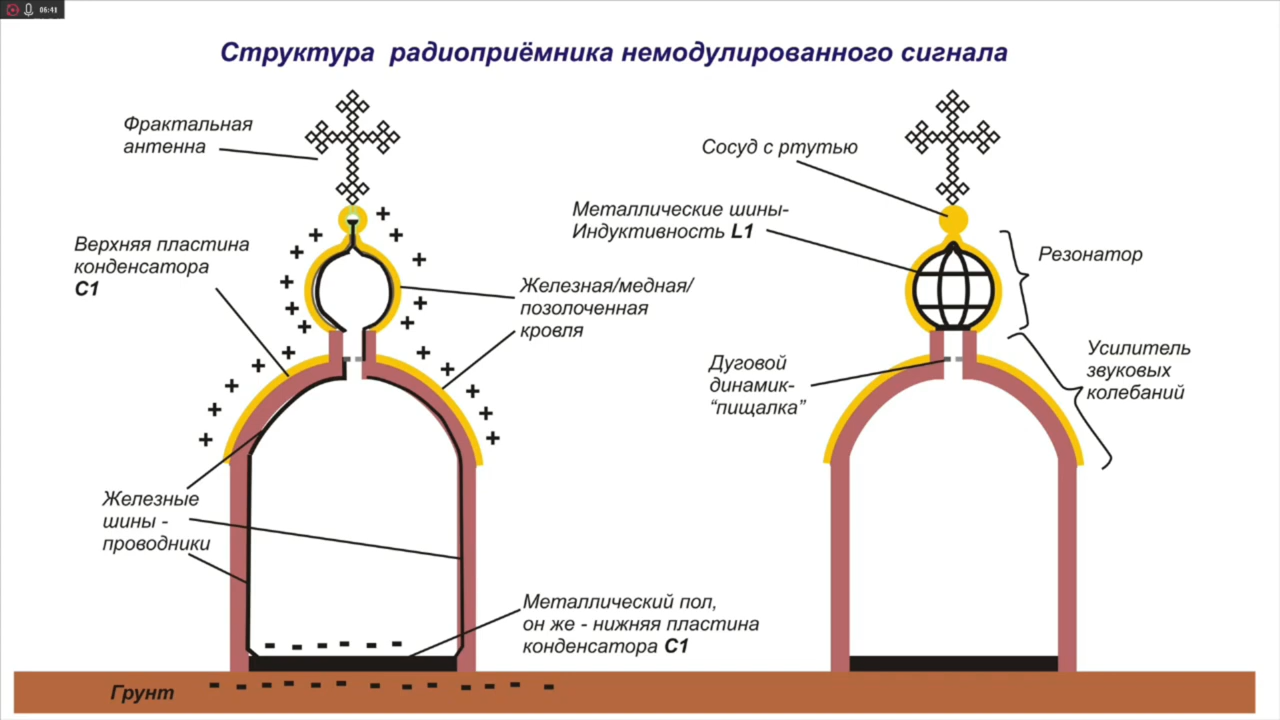 06:41
Структура радиоприёмника немодулированного сигнала
Фрактальная
антенна
Верхняя пластина
конденсатора
C1
Железная/медная/
позолоченная
кровля
Железные
шины -
проводники
Металлический пол,
он же - нижняя пластина
конденсатора C1
Грунт
Сосуд с ртутью
Металлические шины-
Индуктивность L1
Резонатор
Дуговой
динамик-
“пищалка”
Усилитель
звуковых
колебаний